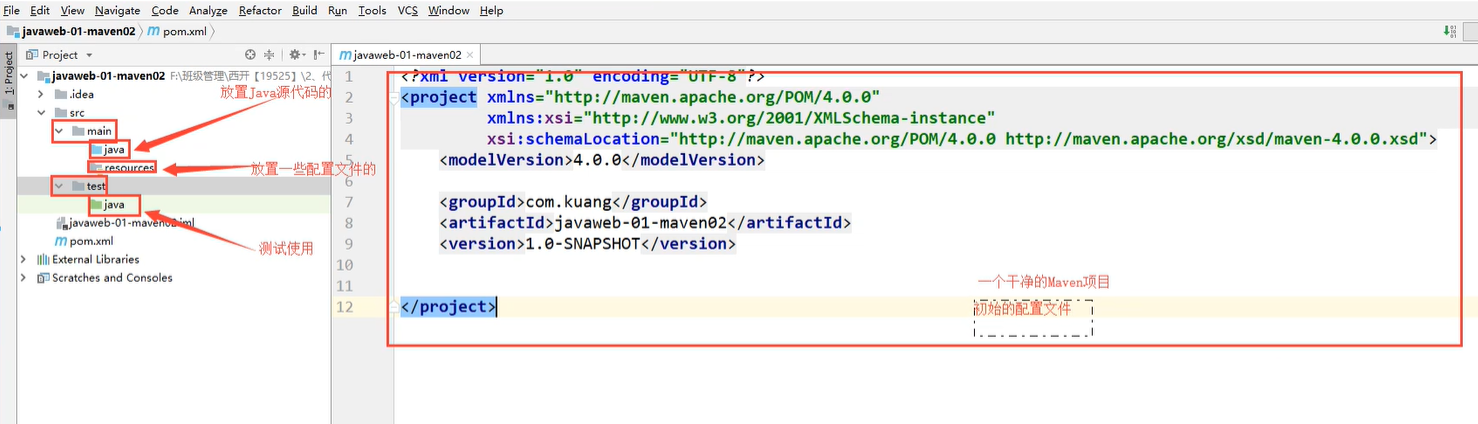 File Edit View Navigate Code Analyze Refactor Build Run Tools VCS Window Help
javaweb-01-maven02 pom.xml
1: Project
Project
javaweb-01-maven02 F:\班级管理\西开【19525】\2、代
.idea
放置Java源代码的
src
main
java
resources
放置一些配置文件的
test
java
javaweb-01-maven02.iml
pom.xml
测试使用
External Libraries
Scratches and Consoles
javaweb-01-maven02
1 <?xml version="1.0" encoding="UTF-8"?>
2 <project xmlns="http://maven.apache.org/POM/4.0.0"
3 xmlns:xsi="http://www.w3.org/2001/XMLSchema-instance"
4 xsi:schemaLocation="http://maven.apache.org/POM/4.0.0 http://maven.apache.org/xsd/maven-4.0.0.xsd">
5 <modelVersion>4.0.0</modelVersion>
6
7 <groupId>com.kuang</groupId>
8 <artifactId>javaweb-01-maven02</artifactId>
9 <version>1.0-SNAPSHOT</version>
10
11
12 </project>
一个干净的Maven项目
初始的配置文件